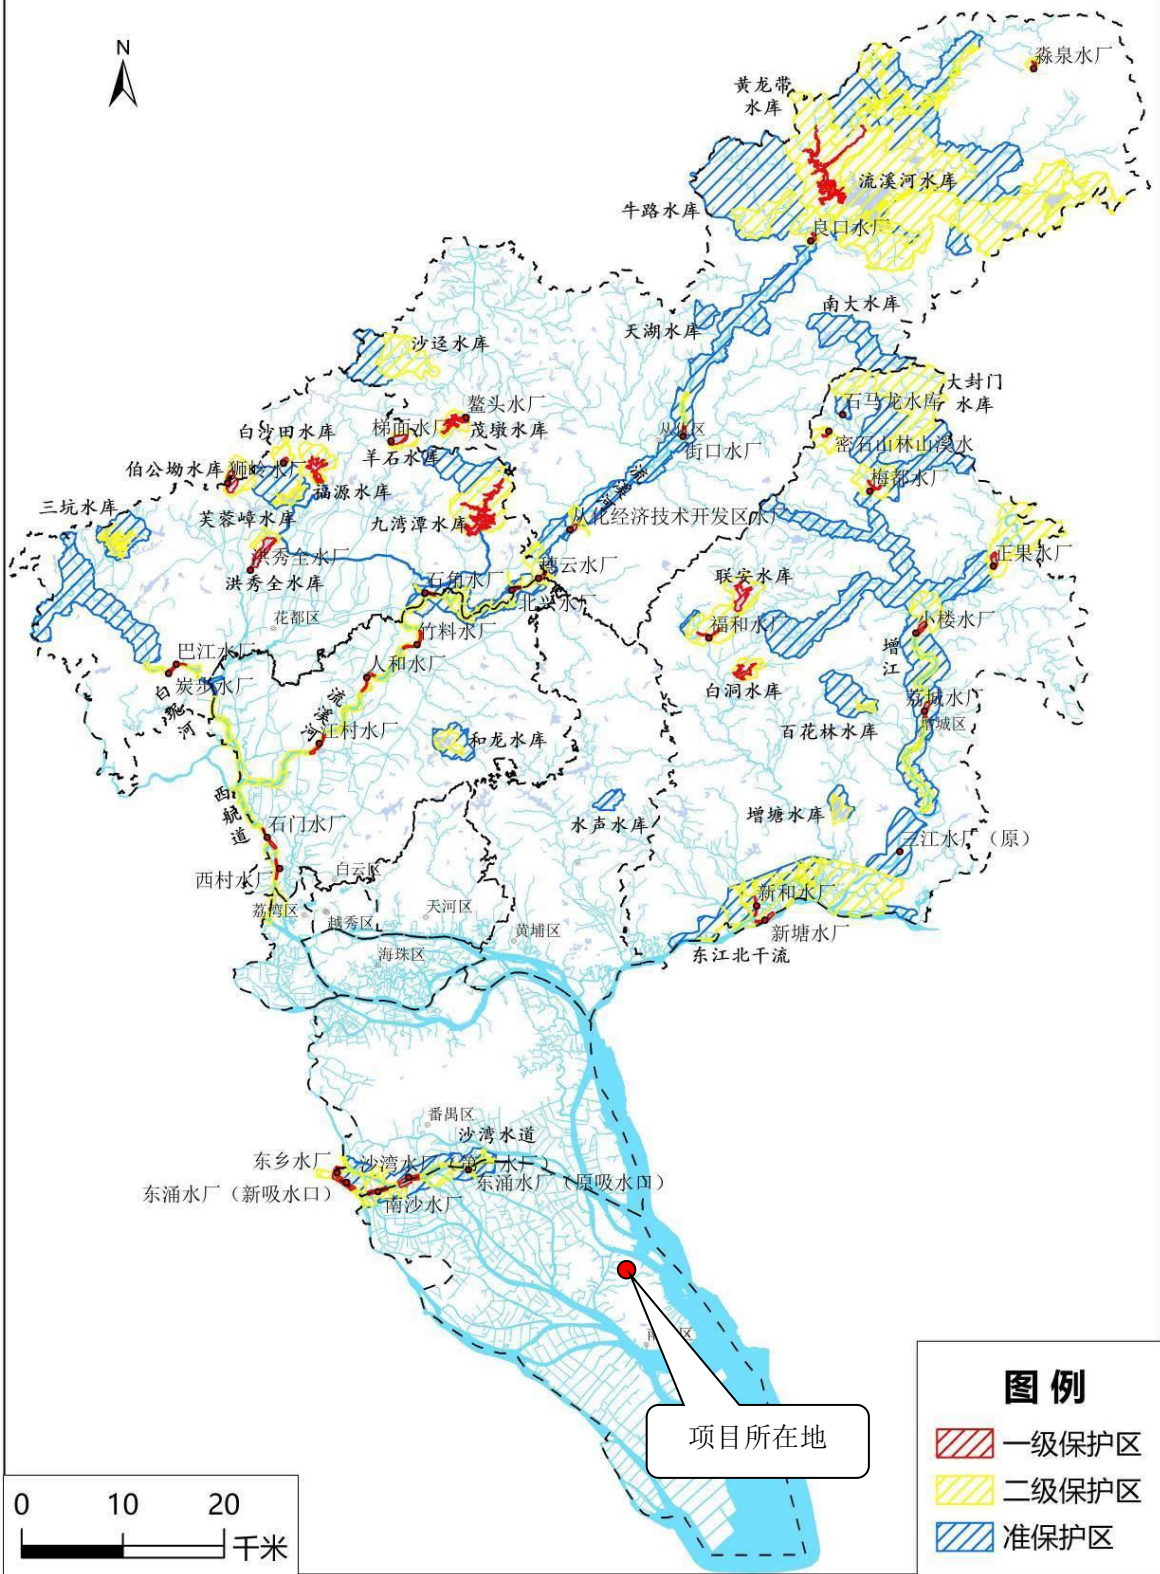 N
淼泉水厂
黄龙带
水库
流溪河水库
牛路水库
良口水厂
南大水库
天湖水库
沙迳水库
大封门
水库
石马龙水库
鳌头水厂
梯面水厂
茂墩水库
从化区
街口水厂
密石山林山溪水
白沙田水库
羊石水库
伯公坳水库
狮岭水厂
梅都水厂
福源水库
流溪河
三坑水库
芙蓉嶂水库
九湾潭水库
从化经济技术开发区水厂
洪秀全水厂
正果水厂
穗云水厂
洪秀全水库
石角水厂
联安水库
北兴水厂
花都区
小楼水厂
福和水厂
竹料水厂
增江
巴江水厂
人和水厂
炭步水厂
白坭河
白洞水库
流溪河
荔城水厂
增城区
江村水厂
和龙水库
百花林水库
西航道
水声水库
增塘水库
石门水厂
三江水厂（原）
西村水厂
白云区
新和水厂
荔湾区
越秀区
天河区
新塘水厂
黄埔区
海珠区
东江北干流
番禺区
沙湾水道
东乡水厂
沙湾水厂（第一水厂）
东涌水厂（新吸水口）
东涌水厂（原吸水口）
南沙水厂
项目所在地
图例
一级保护区
二级保护区
准保护区
0 10 20
千米